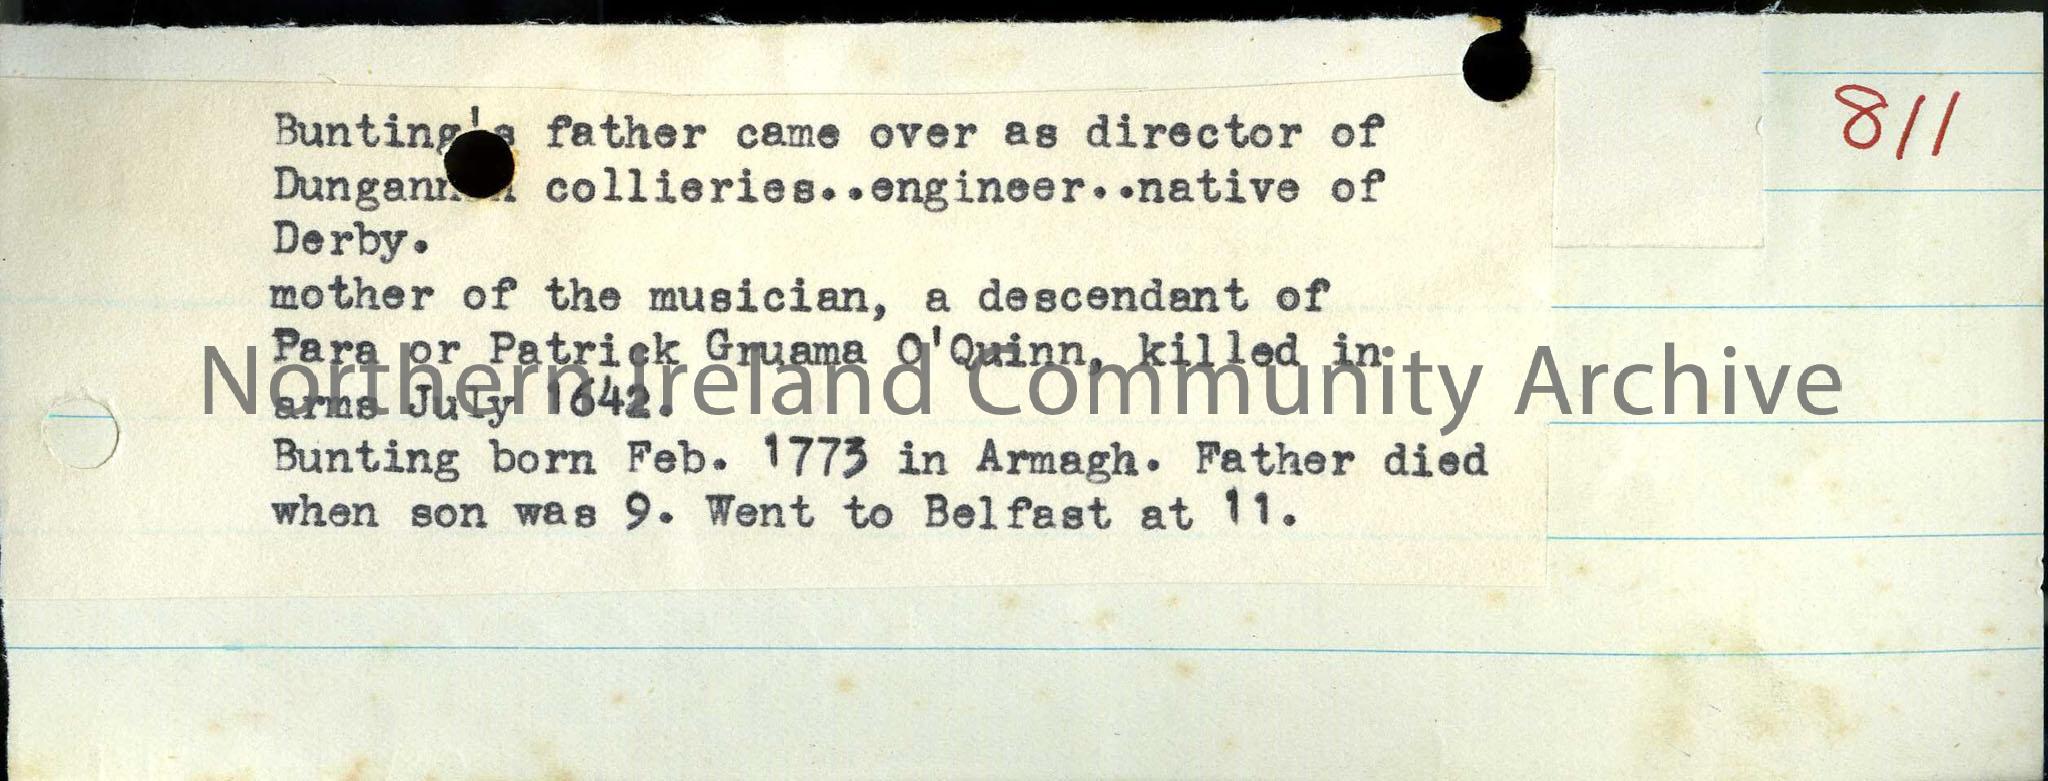 811
Bunting's father came over as director of
Dungannon collieries..engineer..native of
Derby.
mother of the musician, a descendant of
Para or Patrick Gruama O'Quinn, killed in
arms July 1642.
Bunting born Feb. 1773 in Armagh. Father died
when son was 9. Went to Belfast at 11.
Northern Ireland Community Archive